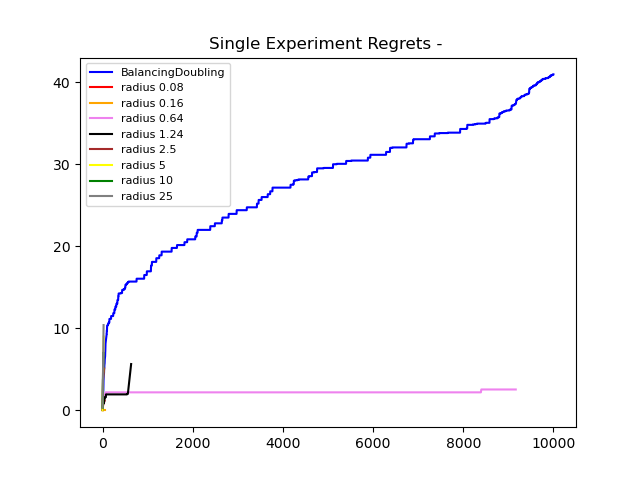 Single Experiment Regrets -
BalancingDoubling
radius 0.08
radius 0.16
radius 0.64
radius 1.24
radius 2.5
radius 5
radius 10
radius 25
40
30
20
10
0
0 2000 4000 6000 8000 10000